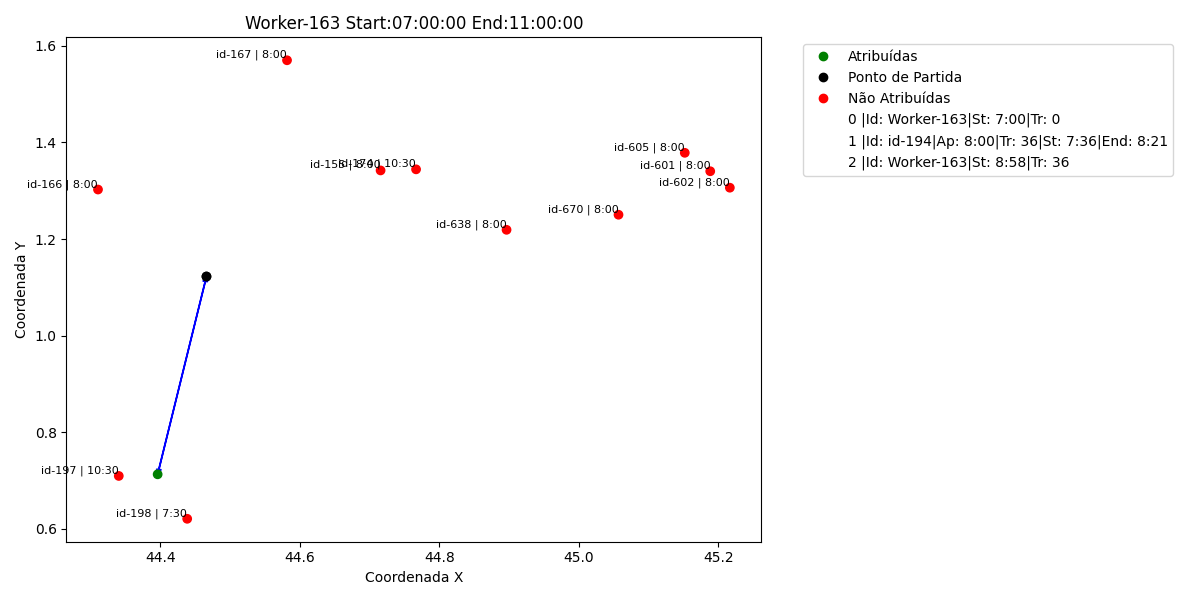 Worker-163 Start:07:00:00 End:11:00:00
Coordenada Y
1.6
1.4
1.2
1.0
0.8
0.6
id-167 | 8:00
id-605 | 8:00
id-174 | 10:30
id-601 | 8:00
id-166 | 8:00
id-602 | 8:00
id-670 | 8:00
id-638 | 8:00
id-197 | 10:30
id-198 | 7:30
44.4 44.6 44.8 45.0 45.2
Coordenada X
Atribuídas
Ponto de Partida
Não Atribuídas
0 |Id: Worker-163|St: 7:00|Tr: 0
1 |Id: id-194|Ap: 8:00|Tr: 36|St: 7:36|End: 8:21
2 |Id: Worker-163|St: 8:58|Tr: 36